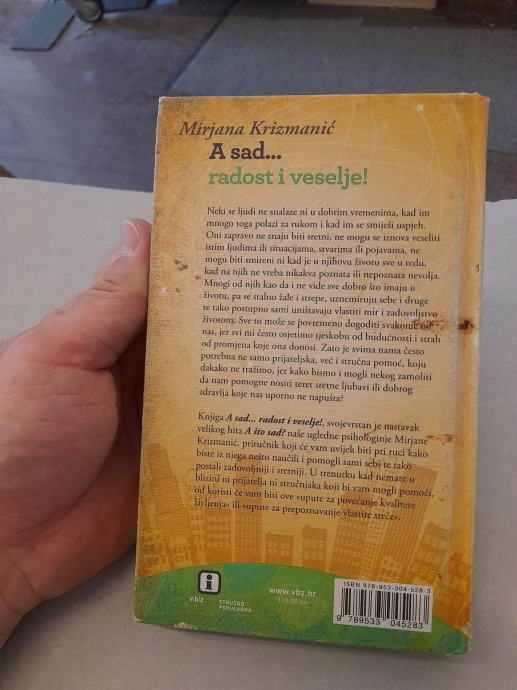 Mirjana Krizmanić
A sad...
radost i veselje!
Neki se ljudi ne snalaze ni u dobrim vremenima, kad im
mnogo toga polazi za rukom i kad im se smiješi uspjeh.
Oni zapravo ne znaju biti sretni, ne mogu se iznova veseliti
istim ljudima ili situacijama, stvarima ili pojavama, ne
mogu biti smireni ni kad je u njihovu životu sve u redu,
kad na njih ne vreba nikakva poznata ili nepoznata nevolja.
Mnogi od njih kao da i ne vide sve dobro što imaju u
životu, pa se stalno žale i strepe, uznemiruju sebe i druge
te tako postupno sami uništavaju vlastiti mir i zadovoljstvo
životom. Sve to može se povremeno dogoditi svakome od
nas, jer svi mi često osjetimo tjeskobu od budućnosti i strah
od promjena koje ona donosi. Zato je svima nama često
potrebna ne samo prijateljska, već i stručna pomoć, koju
dakako ne tražimo, jer kako bismo i mogli nekog zamoliti
da nam pomogne nositi teret sretne ljubavi ili dobrog
zdravlja koje nas uporno ne napušta?
Knjiga A sad... radost i veselje!, svojevrstan je nastavak
velikog hita A što sad? naše ugledne psihologinje Mirjane
Krizmanić, priručnik koji će vam uvijek biti pri ruci kako
biste iz njega nešto naučili i pomogli sami sebi te tako
postali zadovoljniji i sretniji. U trenutku kad nemate u
blizini ni prijatelja ni stručnjaka koji bi vam mogli pomoći,
od koristi će vam biti ove »upute za povećanje kvalitete
življenja« ili »upute za prepoznavanje vlastite sreće«.
i
v.b.z
STRUČNO
POPULARNA
www.vbz.hr
119,00 kn
ISBN 978-953-304-528-3
9 789533 045283